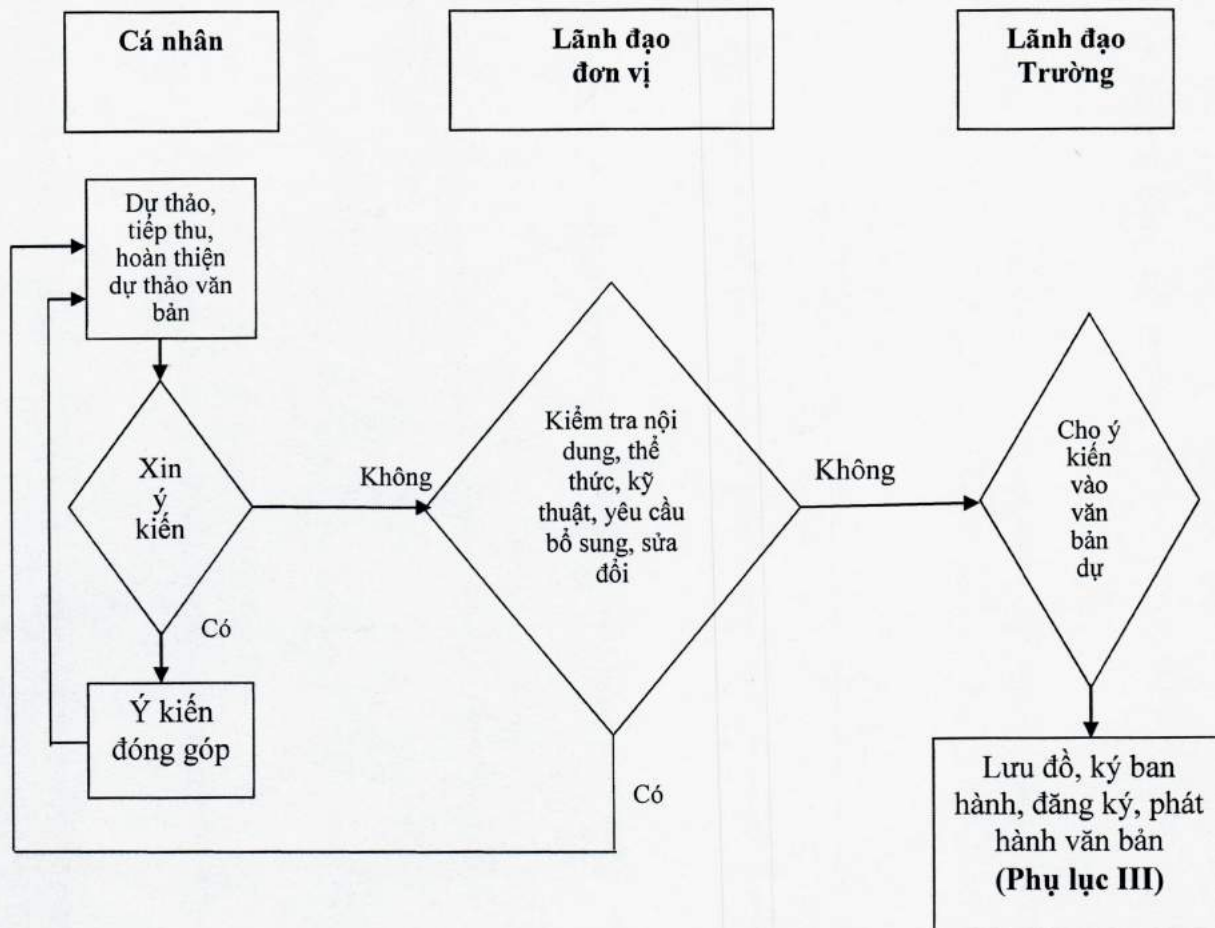 Cá nhân
Lãnh đạo
đơn vị
Lãnh đạo
Trường
Dự thảo,
tiếp thu,
hoàn thiện
dự thảo văn
bản
Xin
ý
kiến
Không
Kiểm tra nội
dung, thể
thức, kỹ
thuật, yêu cầu
bổ sung, sửa
đổi
Không
Cho ý
kiến
vào
văn
bản
dự
Có
Ý kiến
đóng góp
Có
Lưu đồ, ký ban
hành, đăng ký, phát
hành văn bản
(Phụ lục III)